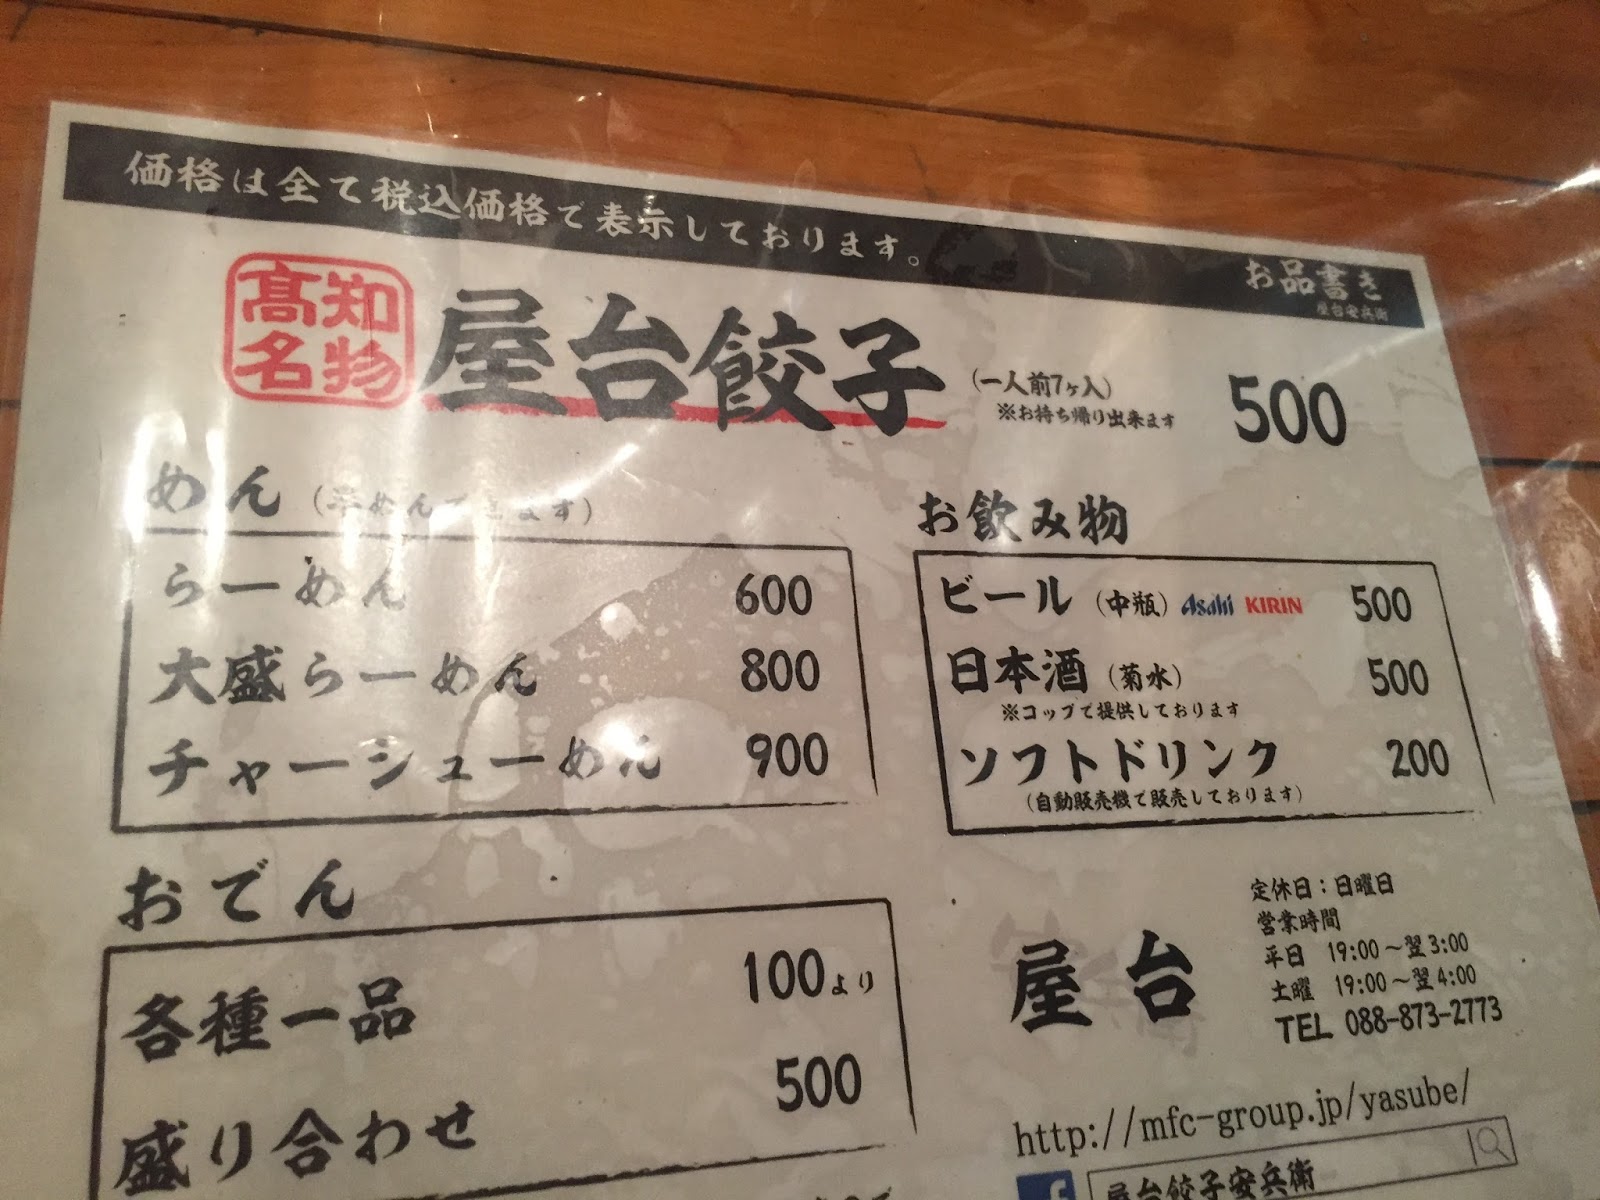 価格は全て税込価格で表示しております。
お品書き
屋台安兵衛
高知
名物
屋台餃子
(一人前7ヶ入)
※お持ち帰り出来ます
500
めん
らーめん 600
大盛らーめん 800
チャーシューめん 900
お飲み物
ビール (中瓶) Asahi KIRIN 500
日本酒 (菊水) 500
※コップで提供しております
ソフトドリンク 200
(自動販売機で販売しております)
おでん
各種一品 100より
盛り合わせ 500
屋台
定休日:日曜日
営業時間
平日 19:00~翌3:00
土曜 19:00~翌4:00
TEL 088-873-2773
http://mfc-group.jp/yasube/
屋台餃子安兵衛